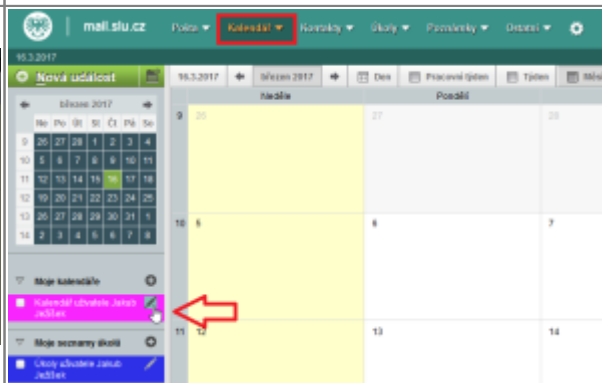 mail.slu.cz Pošta Kalendář Kontakty Úkoly Poznámky Ostatní
16.3.2017
Nová událost 16.3.2017 březen 2017 Den Pracovní týden Týden
březen 2017 Neděle Pondělí
Ne Po Út St Čt Pá So 9 26 27 28
9 26 27 28 1 2 3 4
10 5 6 7 8 9 10 11
11 12 13 14 15 16 17 18
12 19 20 21 22 23 24 25
13 26 27 28 29 30 31 1
14 2 3 4 5 6 7 8
10 5 6 7
Moje kalendáře
Kalendář uživatele Jakub
11 12 13 14
Moje seznamy úkolů
Úkoly uživatele Jakub